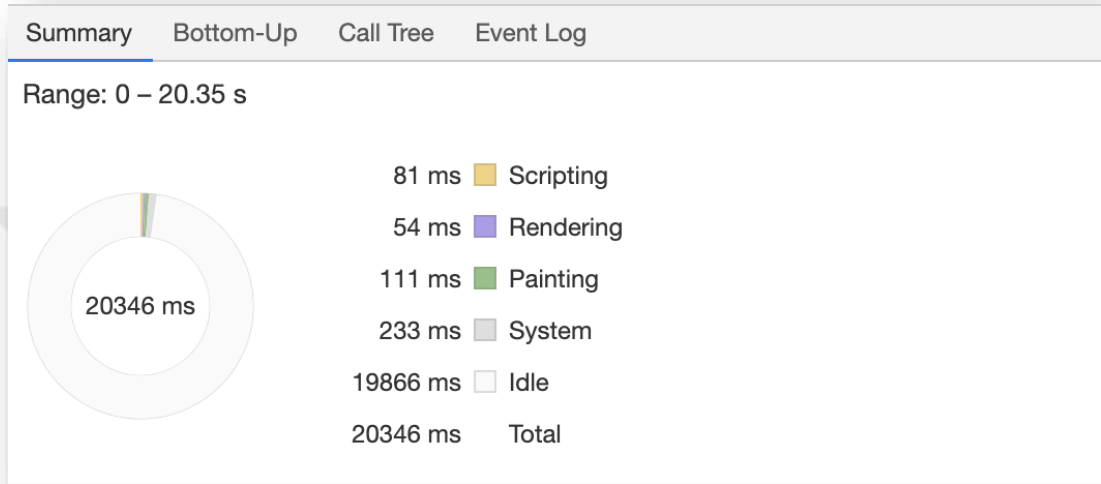 Summary Bottom-Up Call Tree Event Log
Range: 0 – 20.35 s
81 ms Scripting
54 ms Rendering
111 ms Painting
20346 ms
233 ms System
19866 ms Idle
20346 ms Total